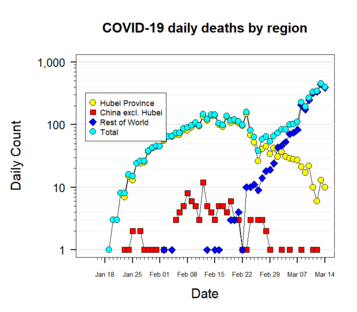 COVID-19 daily deaths by region
1,000
100
10
1
Daily Count
Hubei Province
China excl. Hubei
Rest of World
Total
Jan 18 Jan 25 Feb 01 Feb 08 Feb 15 Feb 22 Feb 29 Mar 07 Mar 14
Date